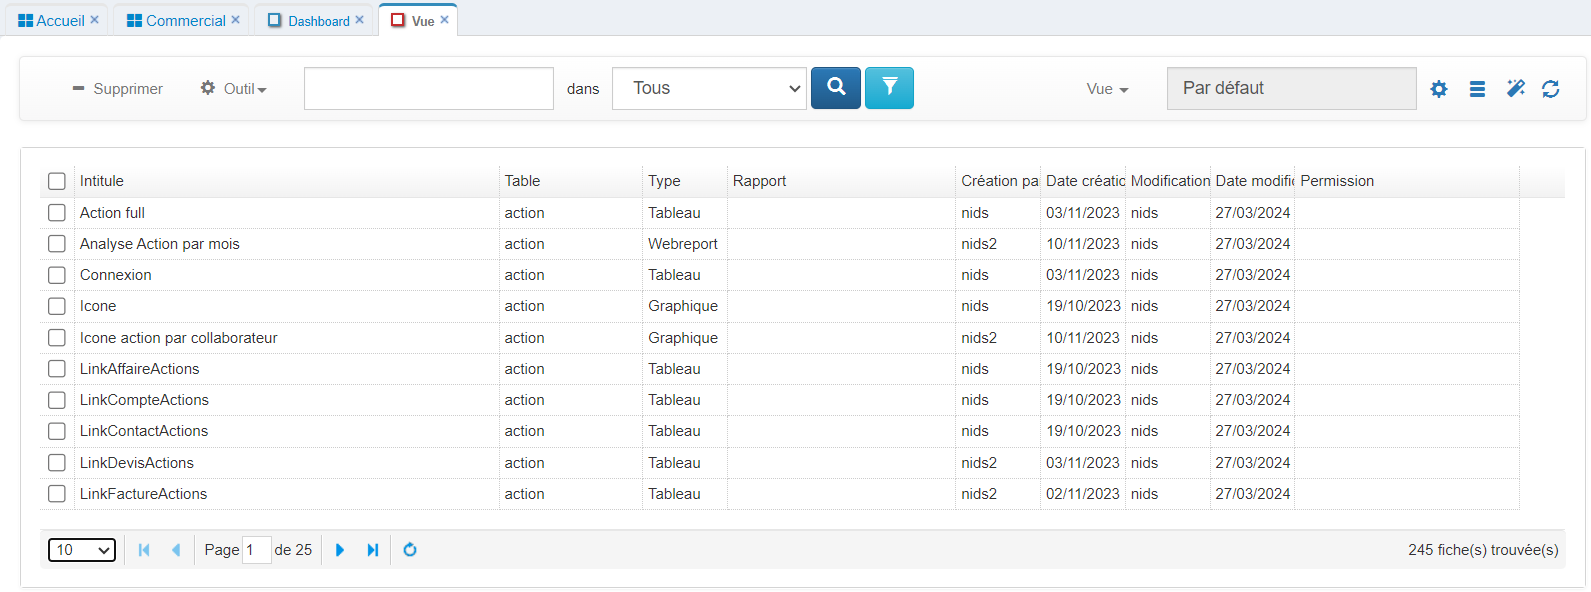 Accueil × Commercial × Dashboard × Vue ×
Supprimer Outil dans Tous Vue Par défaut
Intitule Table Type Rapport Création pa Date créatic Modification Date modific Permission
Action full action Tableau nids 03/11/2023 nids 27/03/2024
Analyse Action par mois action Webreport nids2 10/11/2023 nids 27/03/2024
Connexion action Tableau nids 03/11/2023 nids 27/03/2024
Icone action Graphique nids 19/10/2023 nids 27/03/2024
Icone action par collaborateur action Graphique nids2 10/11/2023 nids 27/03/2024
LinkAffaireActions action Tableau nids 19/10/2023 nids 27/03/2024
LinkCompteActions action Tableau nids 19/10/2023 nids 27/03/2024
LinkContactActions action Tableau nids 19/10/2023 nids 27/03/2024
LinkDevisActions action Tableau nids2 03/11/2023 nids 27/03/2024
LinkFactureActions action Tableau nids2 02/11/2023 nids 27/03/2024
10 Page 1 de 25 245 fiche(s) trouvée(s)